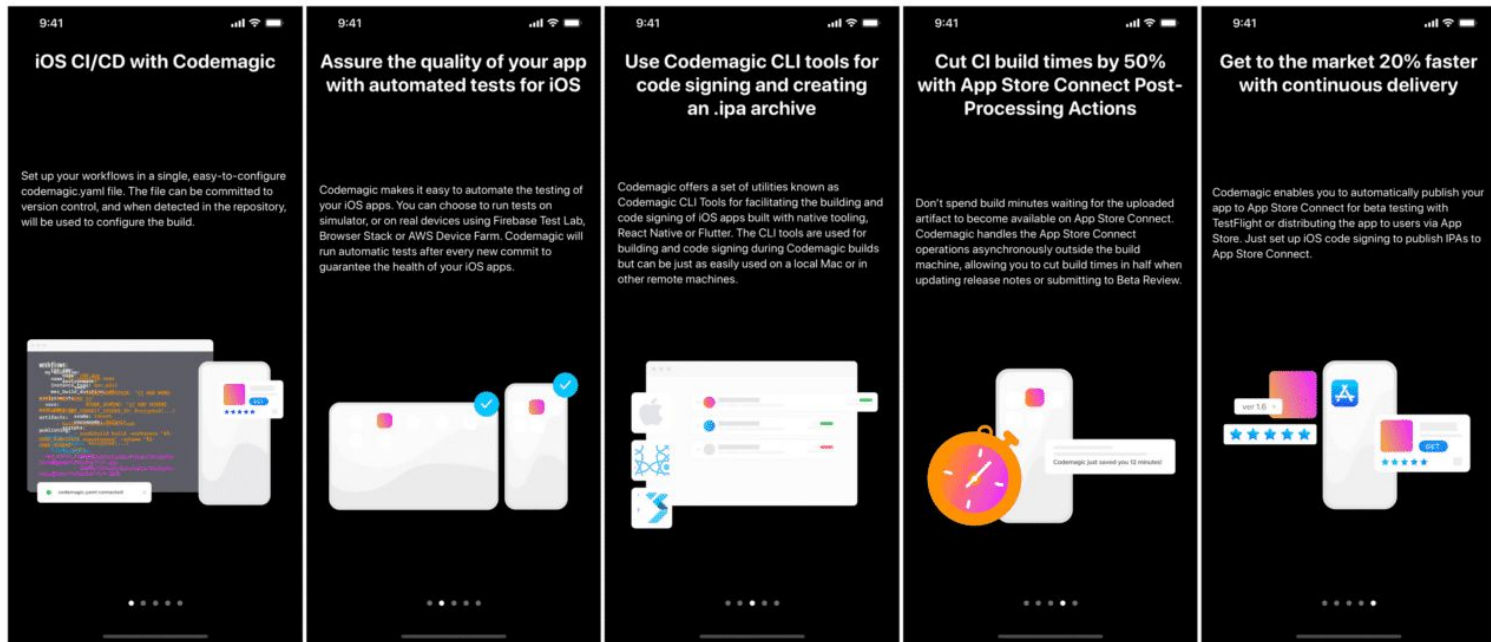 9:41
iOS CI/CD with Codemagic
Set up your workflows in a single, easy-to-configure
codemagic.yaml file. The file can be committed to
version control, and when detected in the repository,
will be used to configure the build.
workflows:
GET
codemagic.yaml connected
9:41
Assure the quality of your app
with automated tests for iOS
Codemagic makes it easy to automate the testing of
your iOS apps. You can choose to run tests on
simulator, or on real devices using Firebase Test Lab,
Browser Stack or AWS Device Farm. Codemagic will
run automatic tests after every new commit to
guarantee the health of your iOS apps.
9:41
Use Codemagic CLI tools for
code signing and creating
an .ipa archive
Codemagic offers a set of utilities known as
Codemagic CLI Tools for facilitating the building and
code signing of iOS apps built with native tooling,
React Native or Flutter. The CLI tools are used for
building and code signing during Codemagic builds
but can be just as easily used on a local Mac or in
other remote machines.
9:41
Cut CI build times by 50%
with App Store Connect Post-
Processing Actions
Don't spend build minutes waiting for the uploaded
artifact to become available on App Store Connect.
Codemagic handles the App Store Connect
operations asynchronously outside the build
machine, allowing you to cut build times in half when
updating release notes or submitting to Beta Review.
Codemagic just saved you 12 minutes!
9:41
Get to the market 20% faster
with continuous delivery
Codemagic enables you to automatically publish your
app to App Store Connect for beta testing with
TestFlight or distributing the app to users via App
Store. Just set up iOS code signing to publish IPAs to
App Store Connect.
ver 1.6
GET